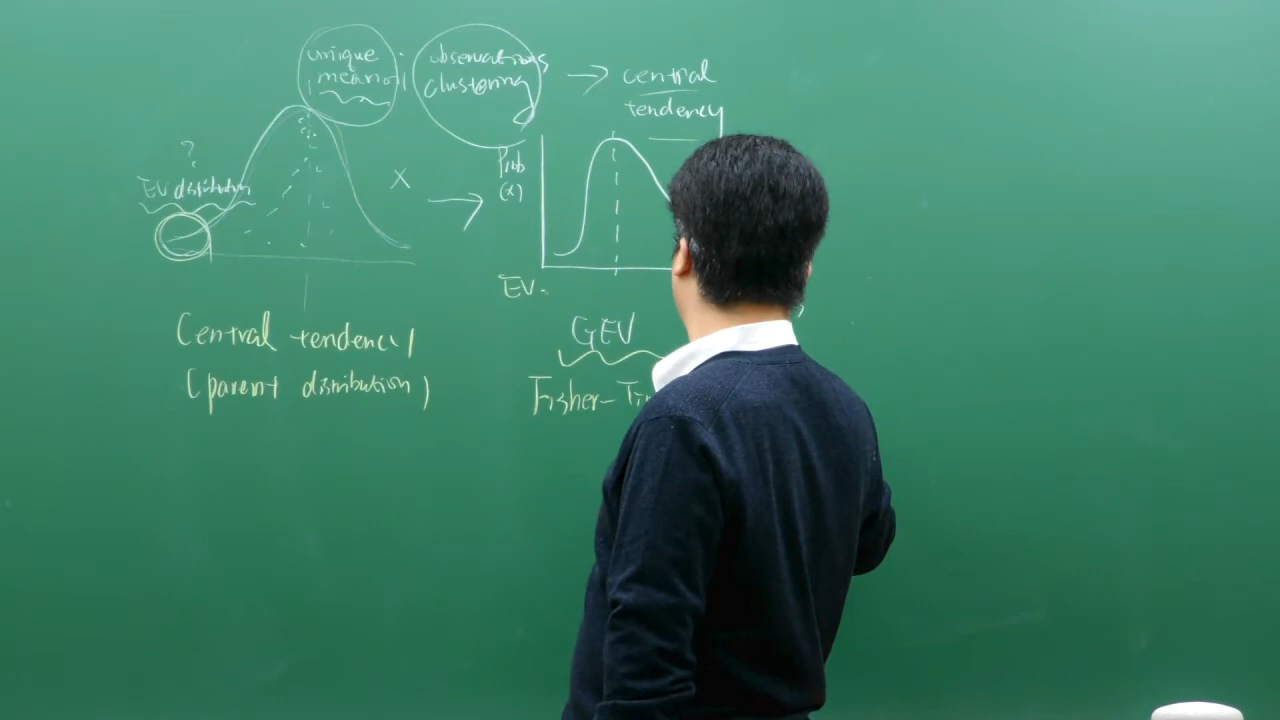 unique
mean
observations
clustering
→ central
tendency
?
EV distribution
X
→
Prob
(x)
EV.
Central tendency
(parent distribution)
GEV
Fisher-